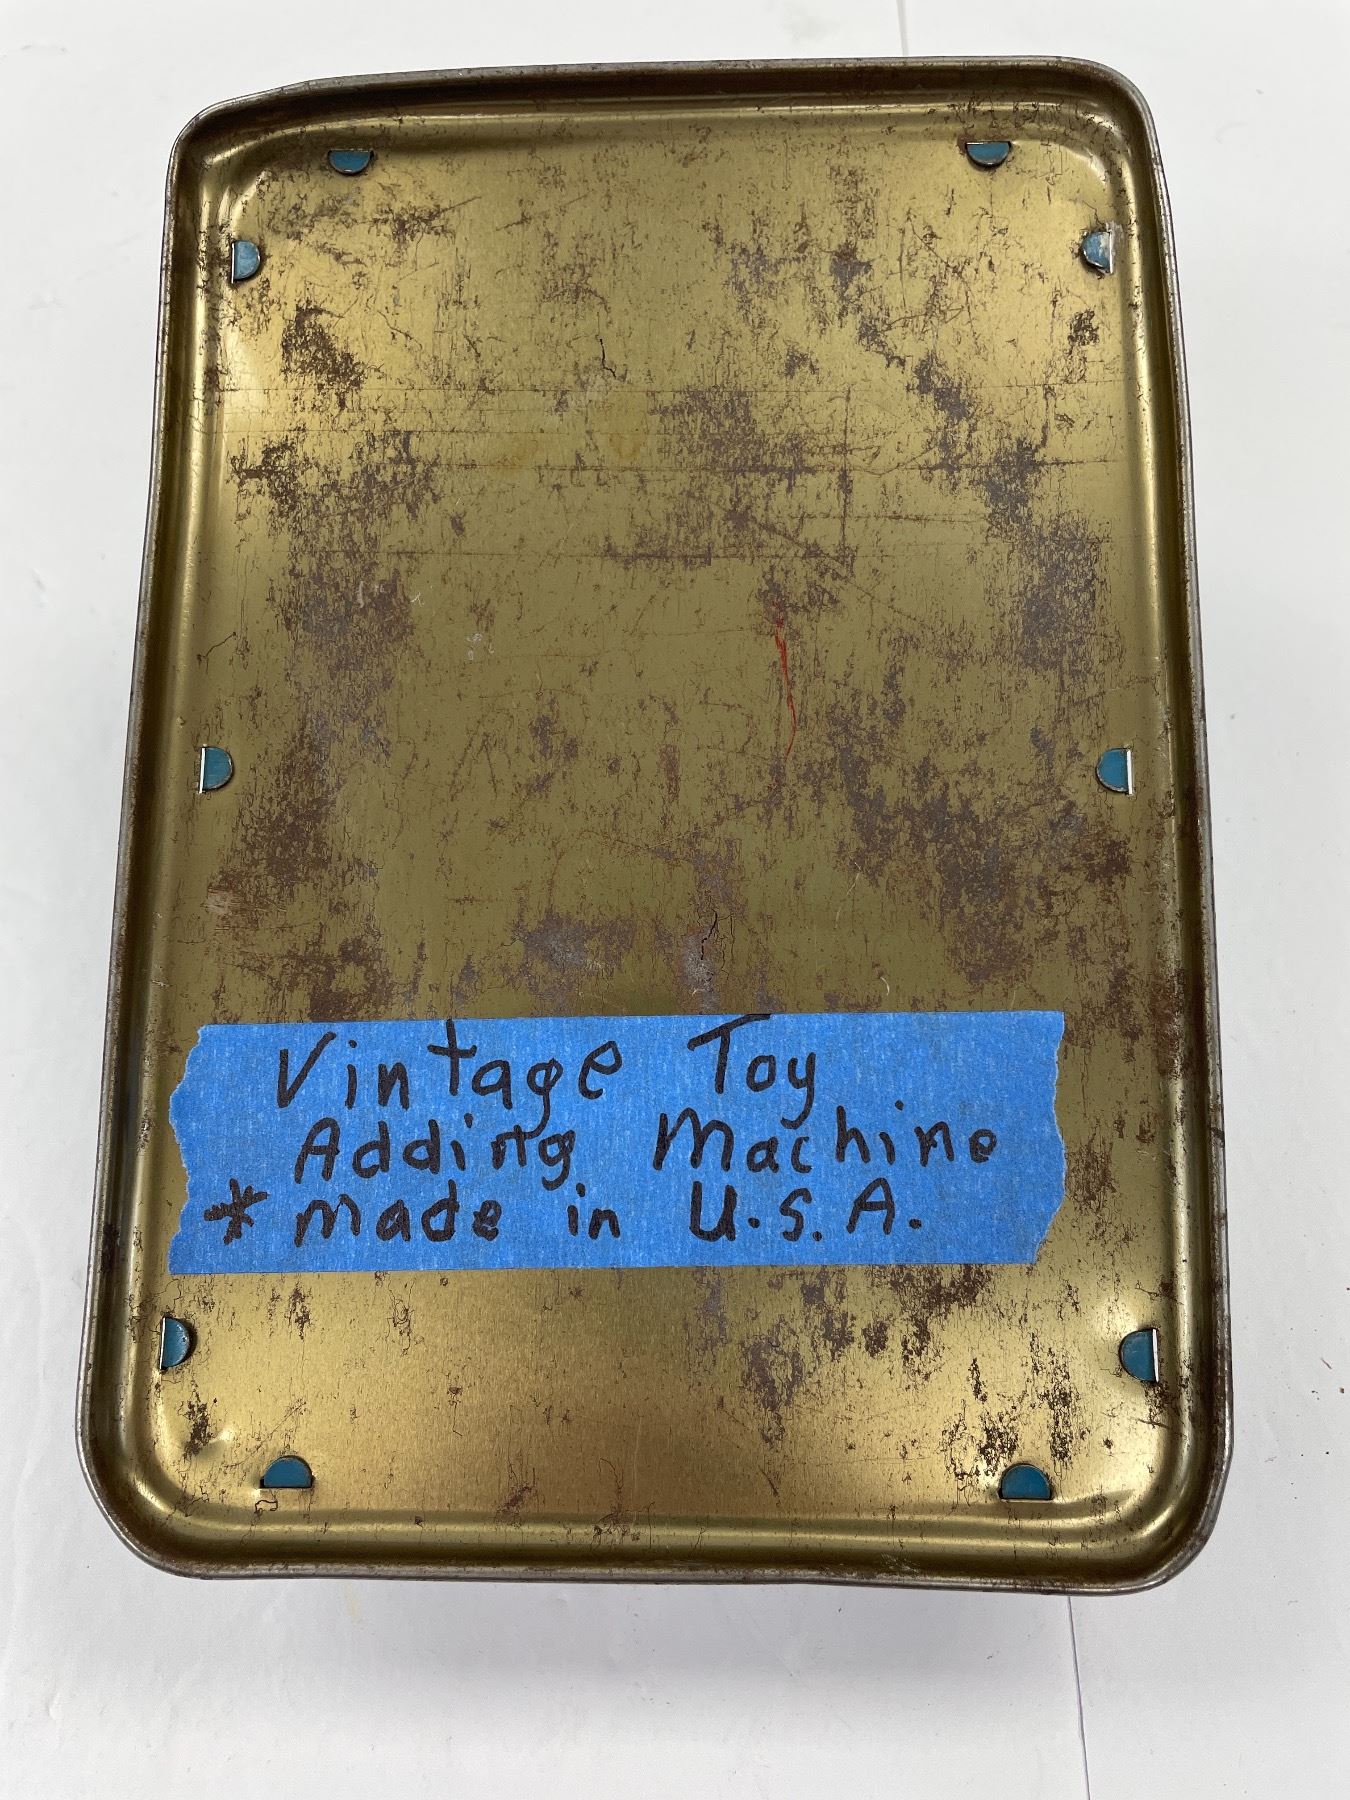 Vintage Toy
Adding Machine
* made in U.S.A.